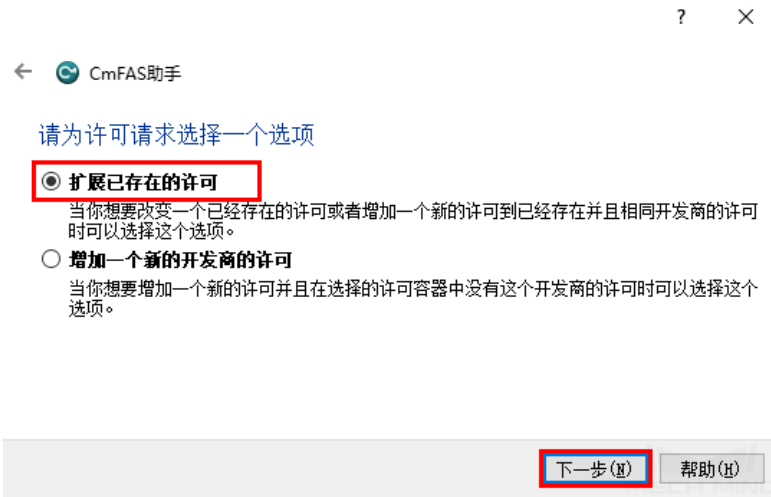 CmFAS助手
请为许可请求选择一个选项
扩展已存在的许可
当你想要改变一个已经存在的许可或者增加一个新的许可到已经存在并且相同开发商的许可
时可以选择这个选项。
增加一个新的开发商的许可
当你想要增加一个新的许可并且在选择的许可容器中没有这个开发商的许可时可以选择这个
选项。
下一步(N) 帮助(H)